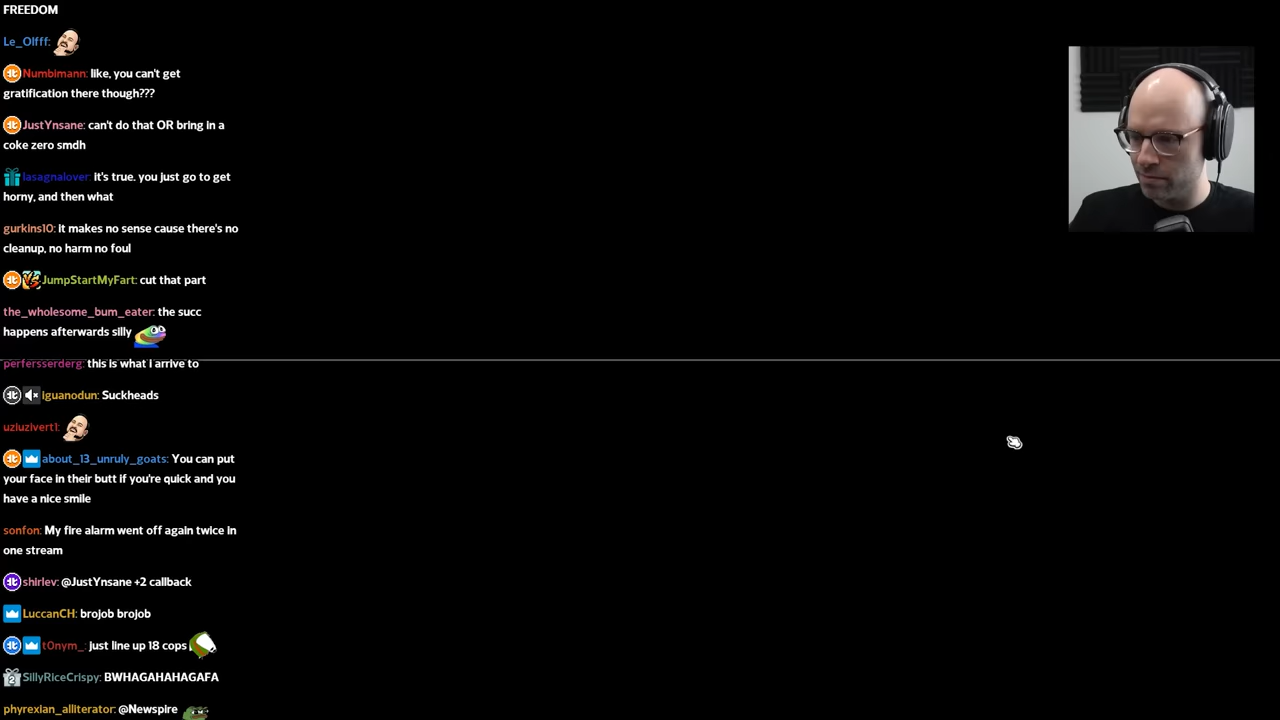 FREEDOM
Le_Olfff:
Numbimann: like, you can't get
gratification there though???
JustYnsane: can't do that OR bring in a
coke zero smdh
lasagnalover: it's true. you just go to get
horny, and then what
gurkins10: it makes no sense cause there's no
cleanup, no harm no foul
JumpStartMyFart: cut that part
the_wholesome_bum_eater: the succ
happens afterwards silly
perfersserderg: this is what i arrive to
iguanodun: Suckheads
uziuzivert1:
about_13_unruly_goats: You can put
your face in their butt if you're quick and you
have a nice smile
sonfon: My fire alarm went off again twice in
one stream
shirlev: @JustYnsane +2 callback
LuccanCH: brojob brojob
t0nym_: Just line up 18 cops
2 SillyRiceCrispy: BWHAGAHAHAGAFA
phyrexian_alliterator: @Newspire